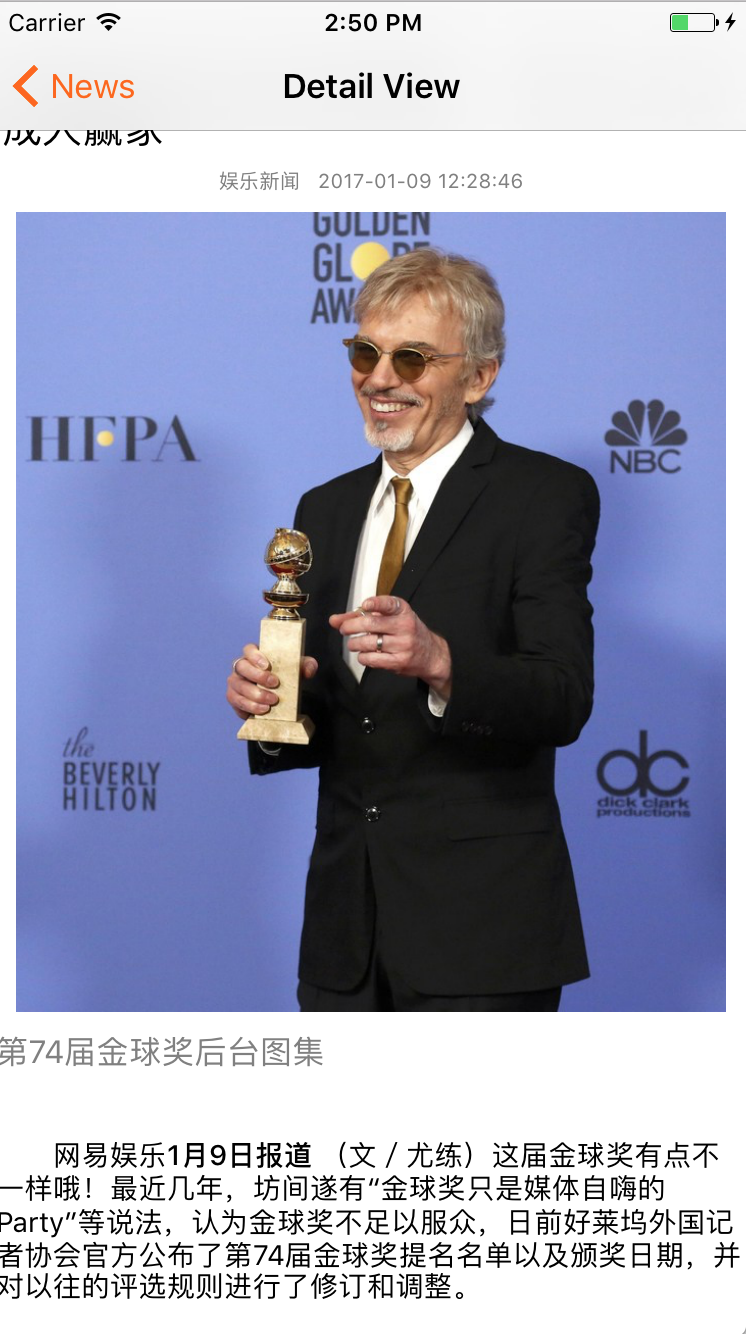 Carrier 2:50 PM
News Detail View
成大赢家
娱乐新闻 2017-01-09 12:28:46
GOLDEN
GLOBE
HFPA
NBC
the
BEVERLY
HILTON
dc
dick clark
productions
第74届金球奖后台图集
网易娱乐1月9日报道 （文 / 尤练）这届金球奖有点不
一样哦！最近几年，坊间遂有“金球奖只是媒体自嗨的
Party”等说法，认为金球奖不足以服众，日前好莱坞外国记
者协会官方公布了第74届金球奖提名名单以及颁奖日期，并
对以往的评选规则进行了修订和调整。